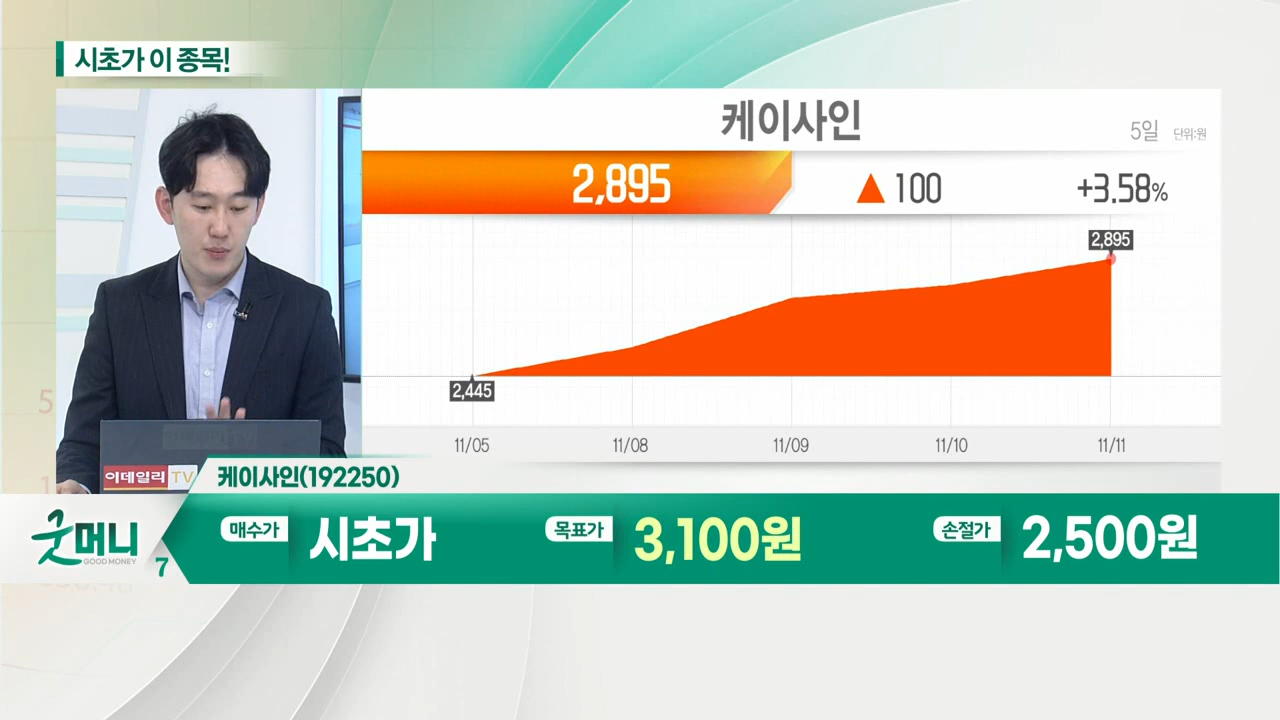 시초가 이 종목!
케이사인
5일 단위:원
2,895 ▲ 100 +3.58%
2,895
2,445
11/05 11/08 11/09 11/10 11/11
이데일리 TV
케이사인(192250)
굿머니
GOOD MONEY
7
매수가 시초가 목표가 3,100원 손절가 2,500원